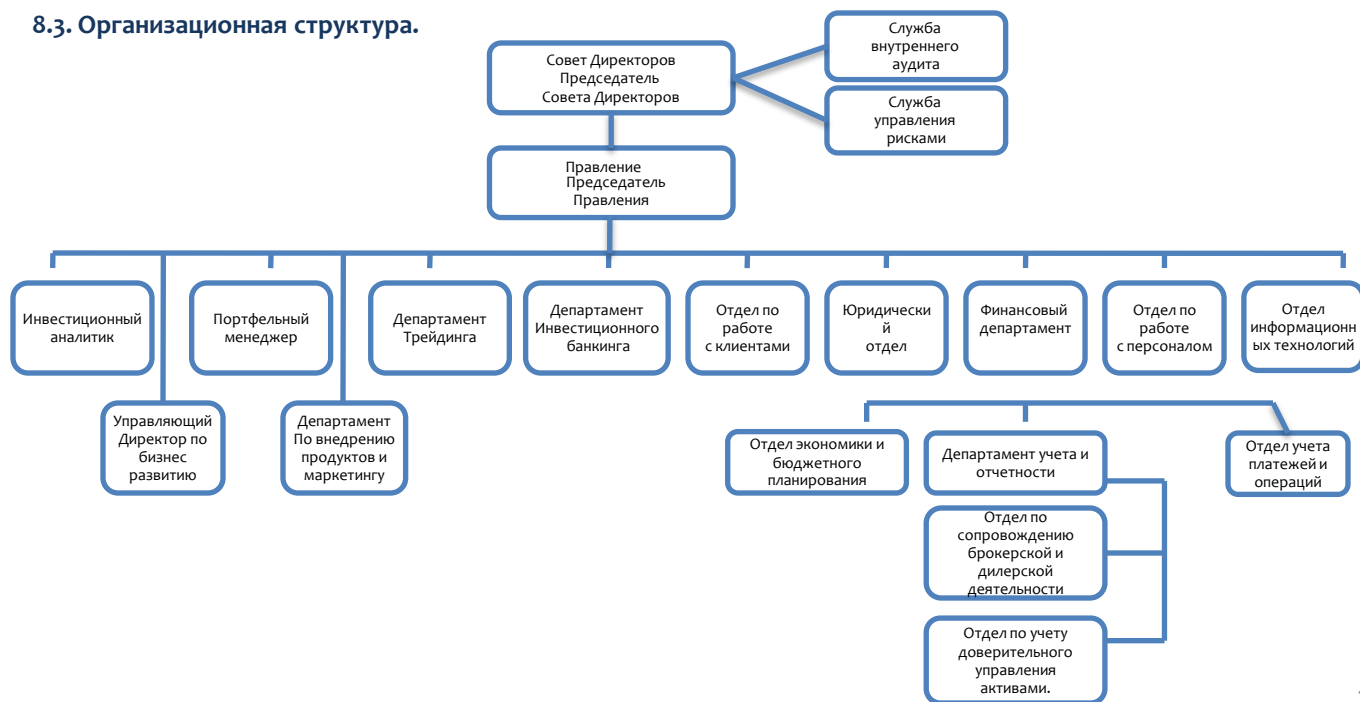 8.3. Организационная структура.
Совет Директоров
Председатель
Совета Директоров
Служба
внутреннего
аудита
Служба
управления
рисками
Правление
Председатель
Правления
Инвестиционный
аналитик
Портфельный
менеджер
Департамент
Трейдинга
Департамент
Инвестиционного
банкинга
Отдел по
работе
с клиентами
Юридически
й
отдел
Финансовый
департамент
Отдел по
работе
с персоналом
Отдел
информационн
ых технологий
Управляющий
Директор по
бизнес
развитию
Департамент
По внедрению
продуктов и
маркетингу
Отдел экономики и
бюджетного
планирования
Департамент учета и
отчетности
Отдел учета
платежей и
операций
Отдел по
сопровождению
брокерской и
дилерской
деятельности
Отдел по учету
доверительного
управления
активами.